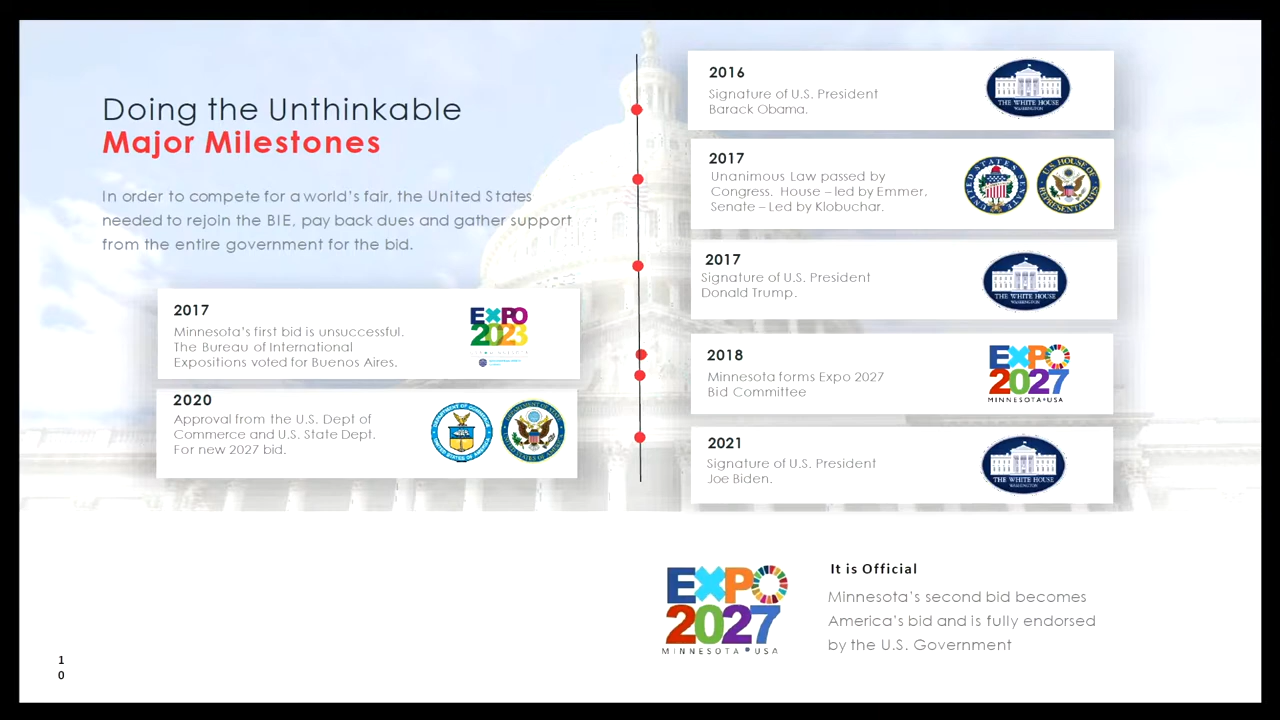 Doing the Unthinkable
Major Milestones
In order to compete for a world's fair, the United States
needed to rejoin the BIE, pay back dues and gather support
from the entire government for the bid.
2017
Minnesota's first bid is unsuccessful.
The Bureau of International
Expositions voted for Buenos Aires.
EXPO
2023
2020
Approval from the U.S. Dept of
Commerce and U.S. State Dept.
For new 2027 bid.
2016
Signature of U.S. President
Barack Obama.
THE WHITE HOUSE
WASHINGTON
2017
Unanimous Law passed by
Congress. House – led by Emmer.
Senate – Led by Klobuchar.
2017
Signature of U.S. President
Donald Trump.
THE WHITE HOUSE
WASHINGTON
2018
Minnesota forms Expo 2027
Bid Committee
EXPO
2027
MINNESOTA•USA
2021
Signature of U.S. President
Joe Biden.
THE WHITE HOUSE
WASHINGTON
EXPO
2027
MINNESOTA•USA
It is Official
Minnesota's second bid becomes
America's bid and is fully endorsed
by the U.S. Government
1
0